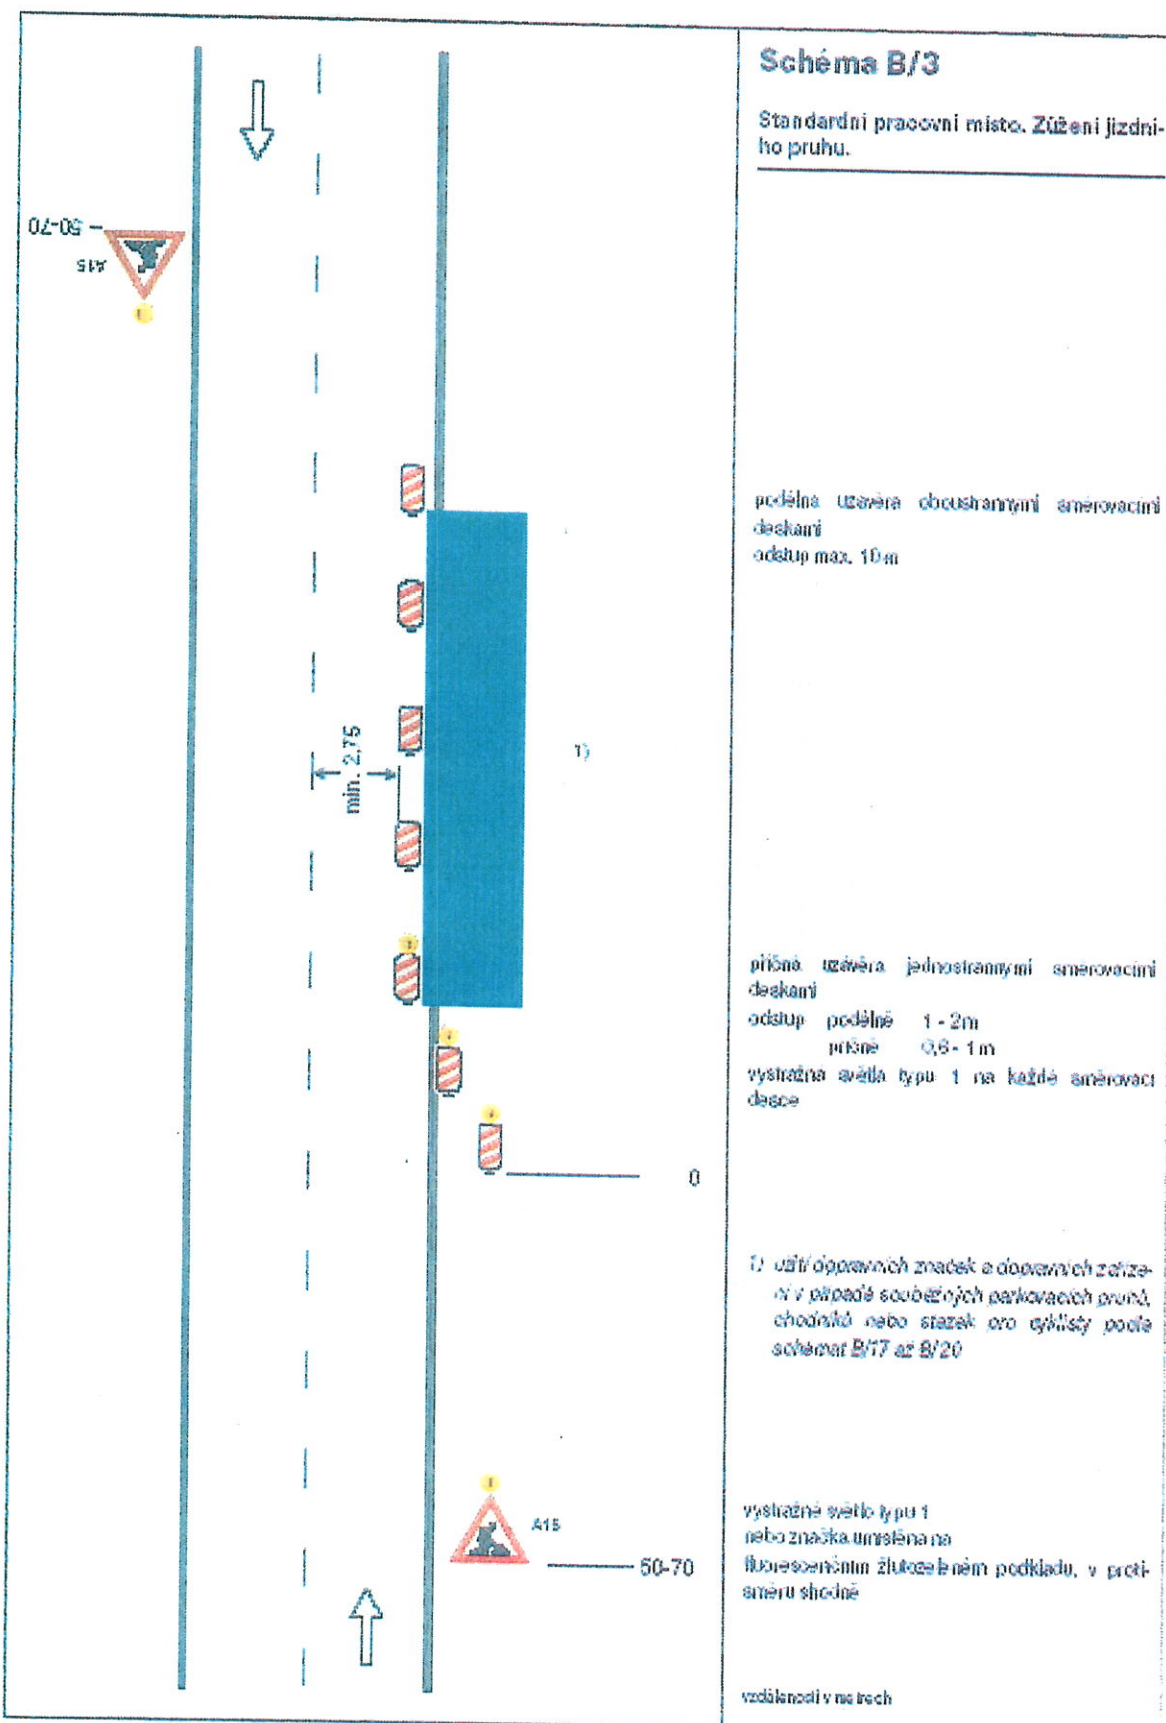 Schéma B/3
Standardní pracovní místo. Zúžení jízdní-
ho pruhu.
50-70
A15
podélná uzávěra oboustrannými směrovacími
deskami
odstup max. 10 m
1)
min. 2,75
příčná uzávěra jednostrannými směrovacími
deskami
odstup podélně 1 - 2m
příčně 0,6 - 1 m
výstražná světla typu 1 na každé směrovací
desce
0
1) užití dopravních značek a dopravních zaříze-
ní v případě souběžných parkovacích pruhů,
chodníků nebo stezek pro cyklisty podle
schémat B/17 až B/20
A15
50-70
výstražné světlo typu 1
nebo značka umístěna na
fluorescenčním žlutozeleném podkladu, v proti-
směru shodně
vzdálenosti v metrech